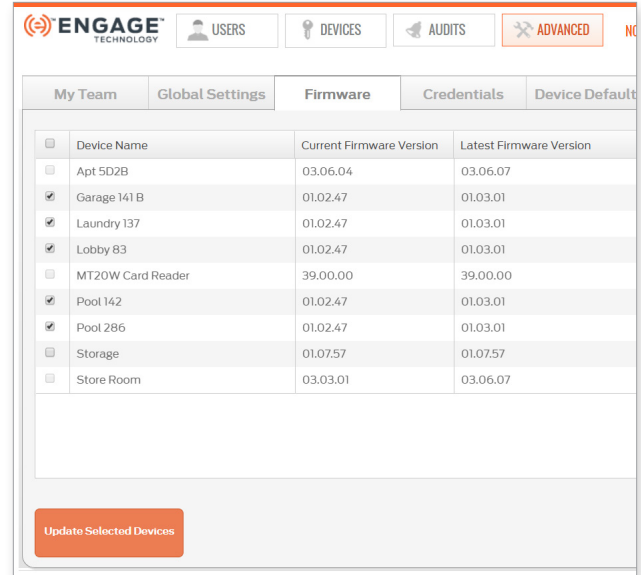 ENGAGE™ USERS DEVICES AUDITS ADVANCED
TECHNOLOGY
My Team Global Settings Firmware Credentials Device Default
Device Name Current Firmware Version Latest Firmware Version
Apt 5D2B 03.06.04 03.06.07
Garage 141 B 01.02.47 01.03.01
Laundry 137 01.02.47 01.03.01
Lobby 83 01.02.47 01.03.01
MT20W Card Reader 39.00.00 39.00.00
Pool 142 01.02.47 01.03.01
Pool 286 01.02.47 01.03.01
Storage 01.07.57 01.07.57
Store Room 03.03.01 03.06.07
Update Selected Devices